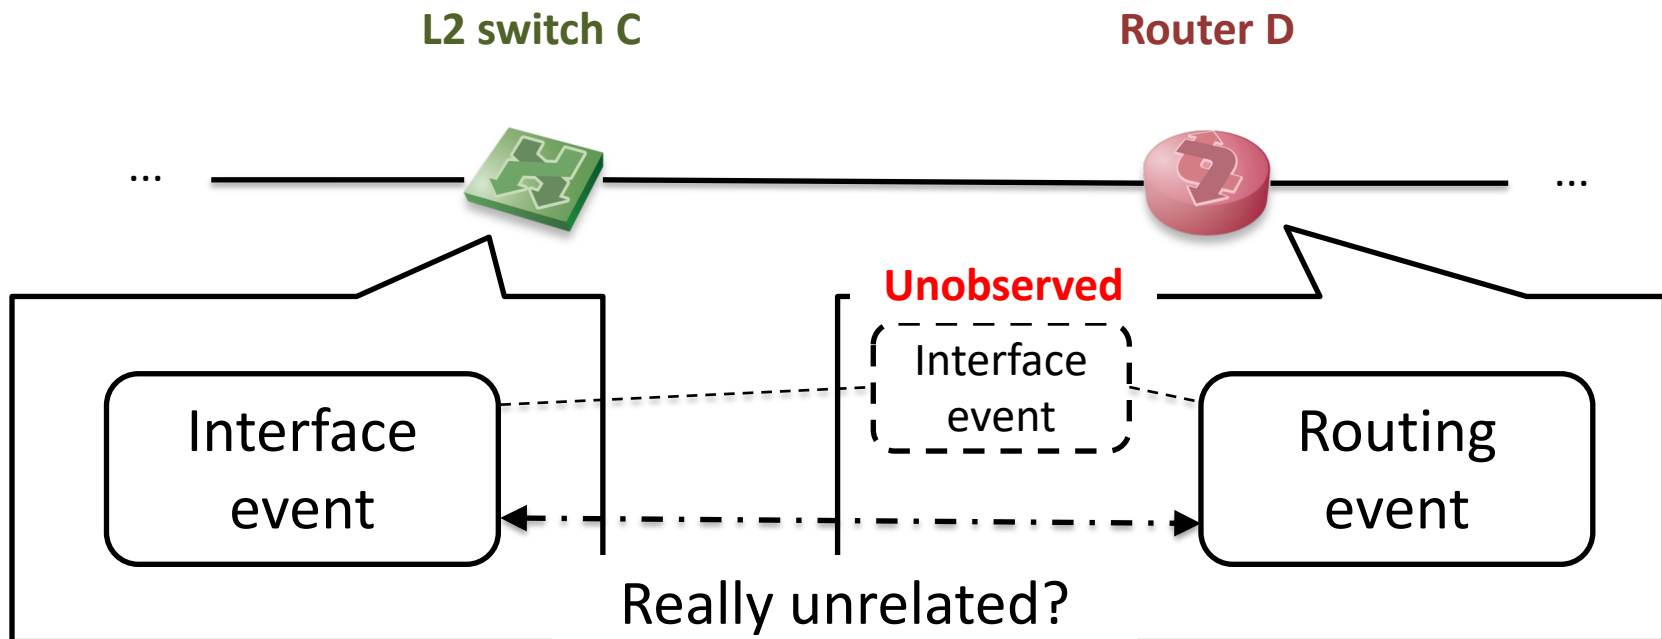 L2 switch C
Router D
...
...
Unobserved
Interface
event
Interface
event
Routing
event
Really unrelated?